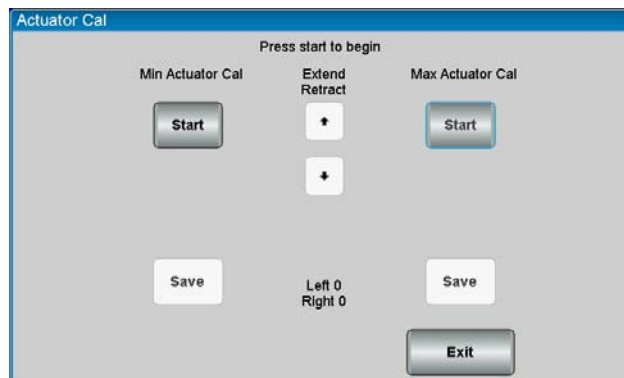 Actuator Cal
Press start to begin
Min Actuator Cal
Extend
Retract
Max Actuator Cal
Start
Start
Save
Left 0
Right 0
Save
Exit